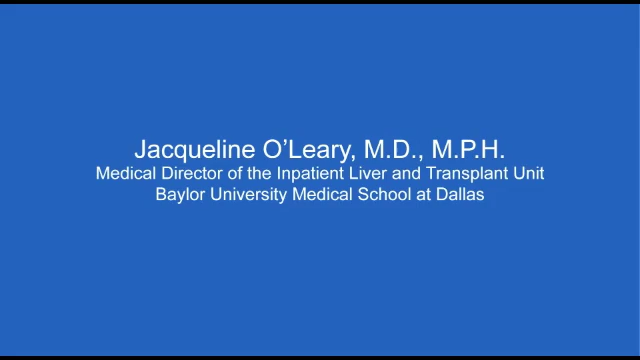 Jacqueline O’Leary, M.D., M.P.H.
Medical Director of the Inpatient Liver and Transplant Unit
Baylor University Medical School at Dallas